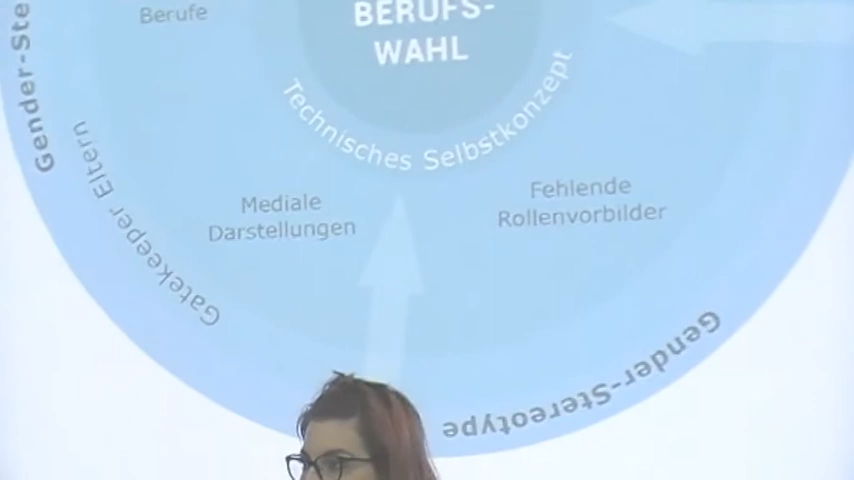 Berufe
BERUFS-
WAHL
Gender-Ste
Technisches Selbstkonzept
Gatekeeper Eltern
Mediale
Darstellungen
Fehlende
Rollenvorbilder
Gender-Stereotype